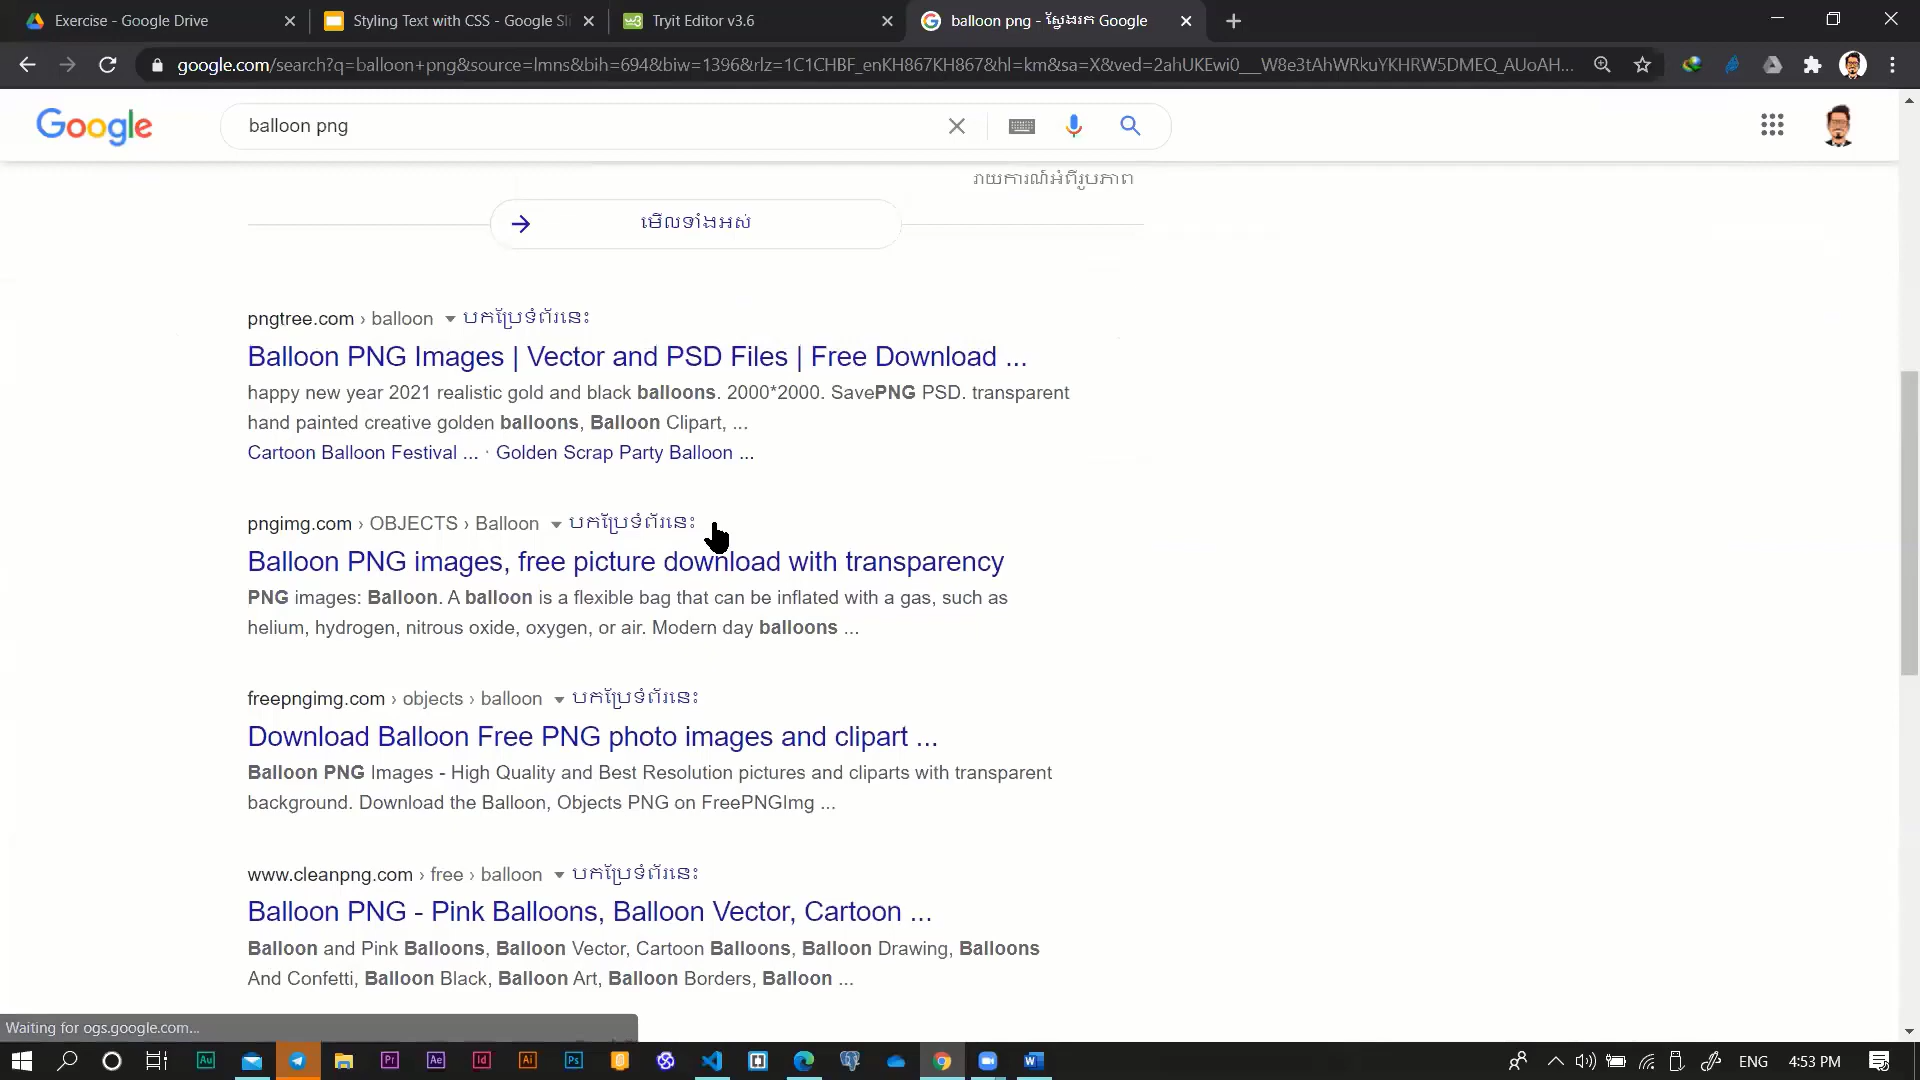 Exercise - Google Drive
Styling Text with CSS - Google Sli
Tryit Editor v3.6
balloon png - ស្វែងរក Google
google.com/search?q=balloon+png&source=lmns&bih=694&biw=1396&rlz=1C1CHBF_enKH867KH867&hl=km&sa=X&ved=2ahUKEwi0___W8e3tAhWRkuYKHRW5DMEQ_AUoAH...
Google
balloon png
រាយការណ៍អំពីរូបភាព
មើលទាំងអស់
pngtree.com › balloon បកប្រែទំព័រនេះ
Balloon PNG Images | Vector and PSD Files | Free Download ...
happy new year 2021 realistic gold and black balloons. 2000*2000. SavePNG PSD. transparent
hand painted creative golden balloons, Balloon Clipart, ...
Cartoon Balloon Festival ... · Golden Scrap Party Balloon ...
pngimg.com › OBJECTS › Balloon បកប្រែទំព័រនេះ
Balloon PNG images, free picture download with transparency
PNG images: Balloon. A balloon is a flexible bag that can be inflated with a gas, such as
helium, hydrogen, nitrous oxide, oxygen, or air. Modern day balloons ...
freepngimg.com › objects › balloon បកប្រែទំព័រនេះ
Download Balloon Free PNG photo images and clipart ...
Balloon PNG Images - High Quality and Best Resolution pictures and cliparts with transparent
background. Download the Balloon, Objects PNG on FreePNGImg ...
www.cleanpng.com › free › balloon បកប្រែទំព័រនេះ
Balloon PNG - Pink Balloons, Balloon Vector, Cartoon ...
Balloon and Pink Balloons, Balloon Vector, Cartoon Balloons, Balloon Drawing, Balloons
And Confetti, Balloon Black, Balloon Art, Balloon Borders, Balloon ...
Waiting for ogs.google.com...
Au Pr Ae Id Ai Ps W ENG 4:53 PM